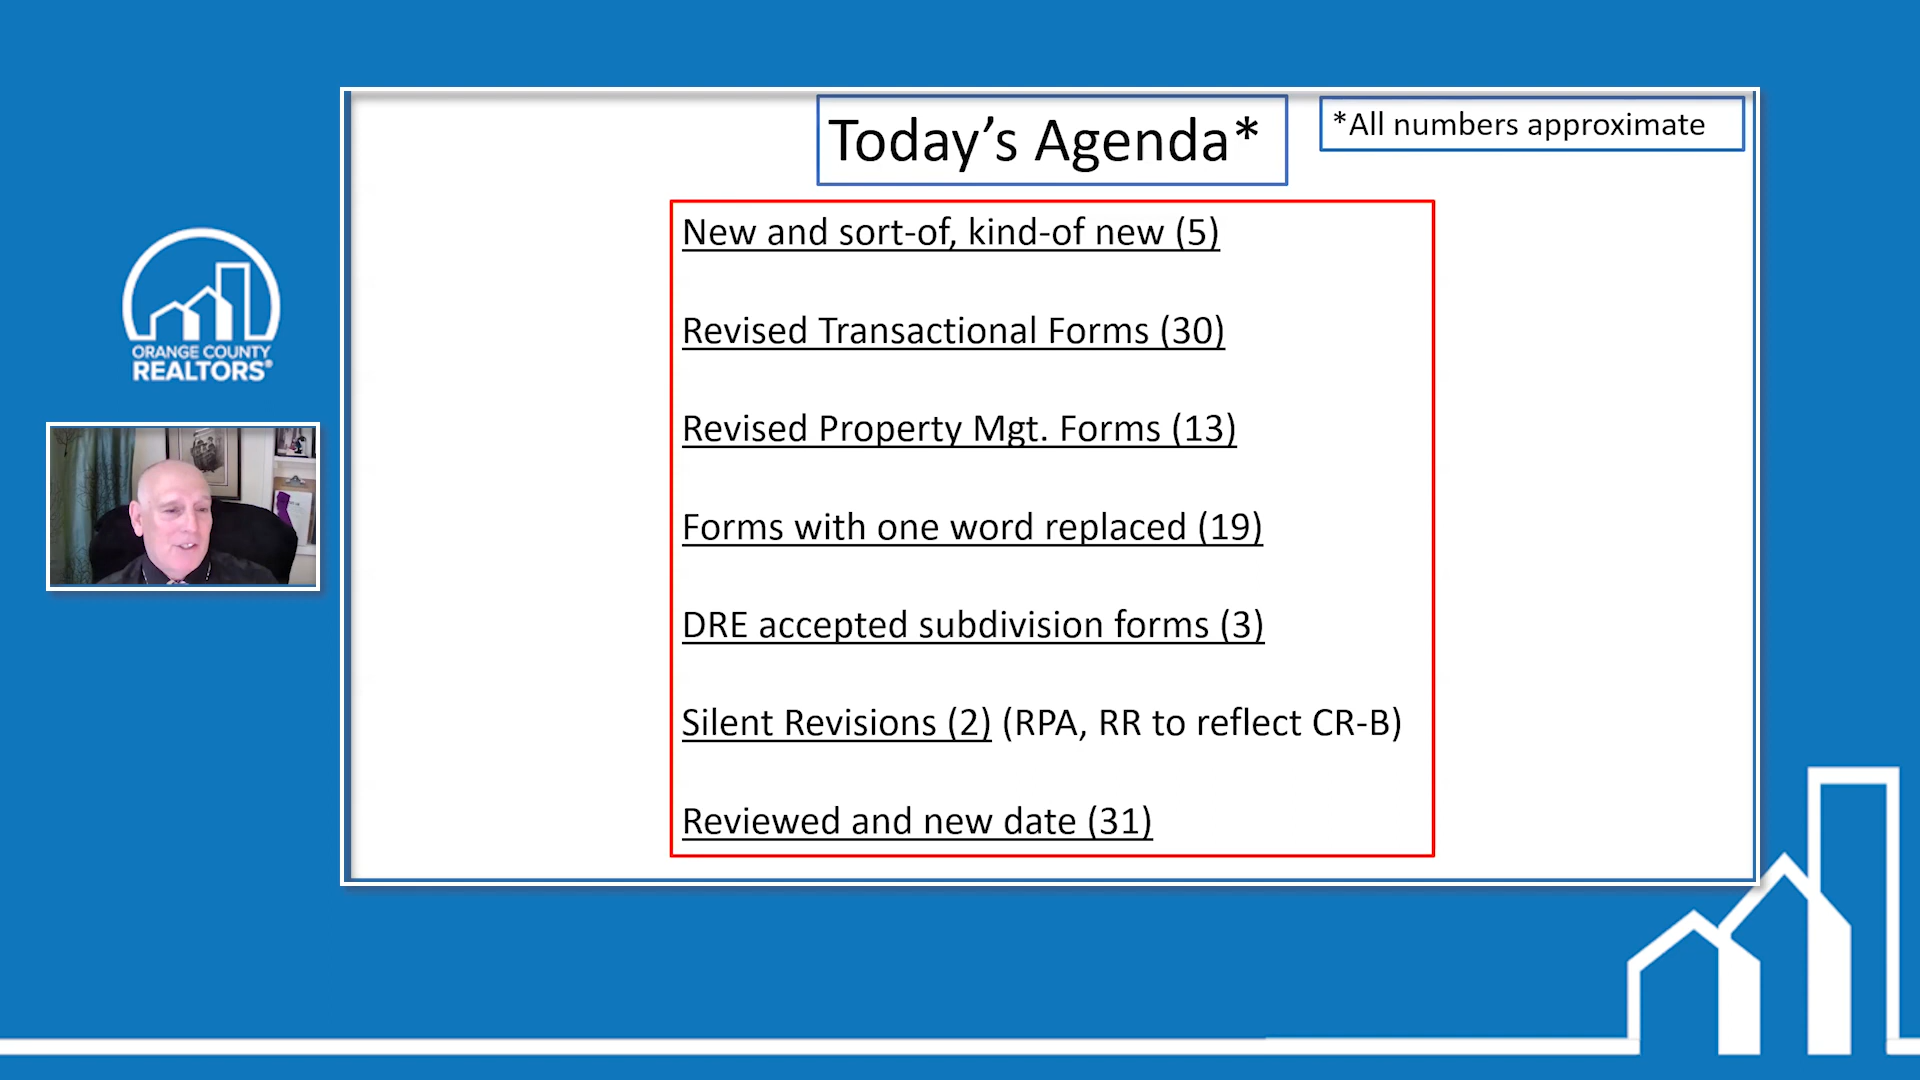 Today’s Agenda*
*All numbers approximate
New and sort-of, kind-of new (5)
Revised Transactional Forms (30)
Revised Property Mgt. Forms (13)
Forms with one word replaced (19)
DRE accepted subdivision forms (3)
Silent Revisions (2) (RPA, RR to reflect CR-B)
Reviewed and new date (31)
ORANGE COUNTY
REALTORS®